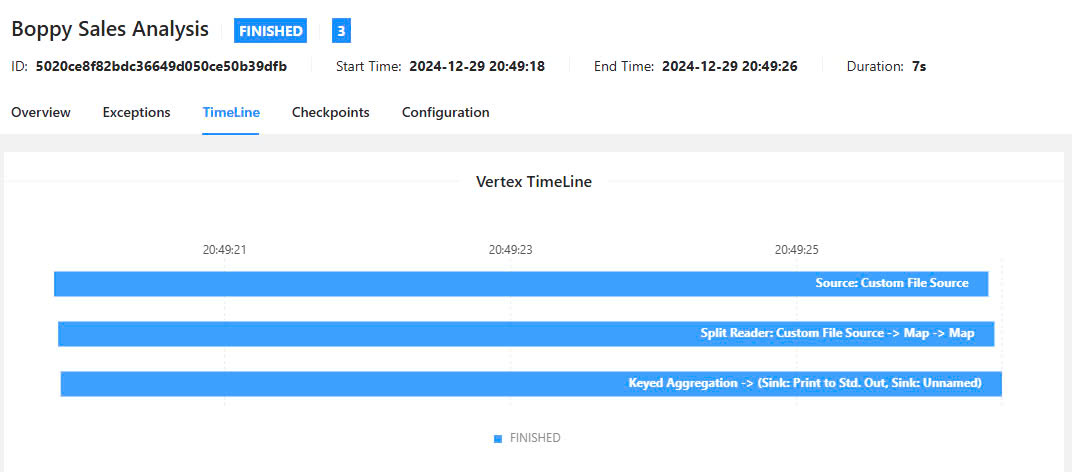 Boppy Sales Analysis FINISHED 3
ID: 5020ce8f82bdc36649d050ce50b39dfb Start Time: 2024-12-29 20:49:18 End Time: 2024-12-29 20:49:26 Duration: 7s
Overview Exceptions TimeLine Checkpoints Configuration
Vertex TimeLine
20:49:21 20:49:23 20:49:25
Source: Custom File Source
Split Reader: Custom File Source -> Map -> Map
Keyed Aggregation -> (Sink: Print to Std. Out, Sink: Unnamed)
FINISHED